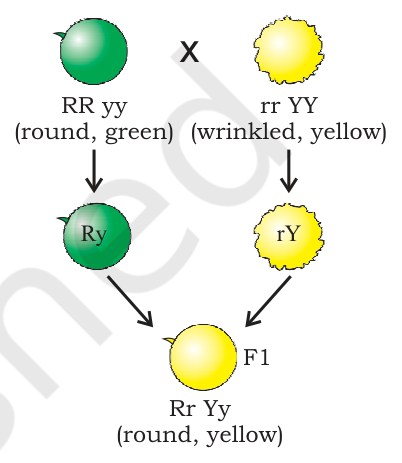 X
RR yy
(round, green)
rr YY
(wrinkled, yellow)
Ry
rY
F1
Rr Yy
(round, yellow)